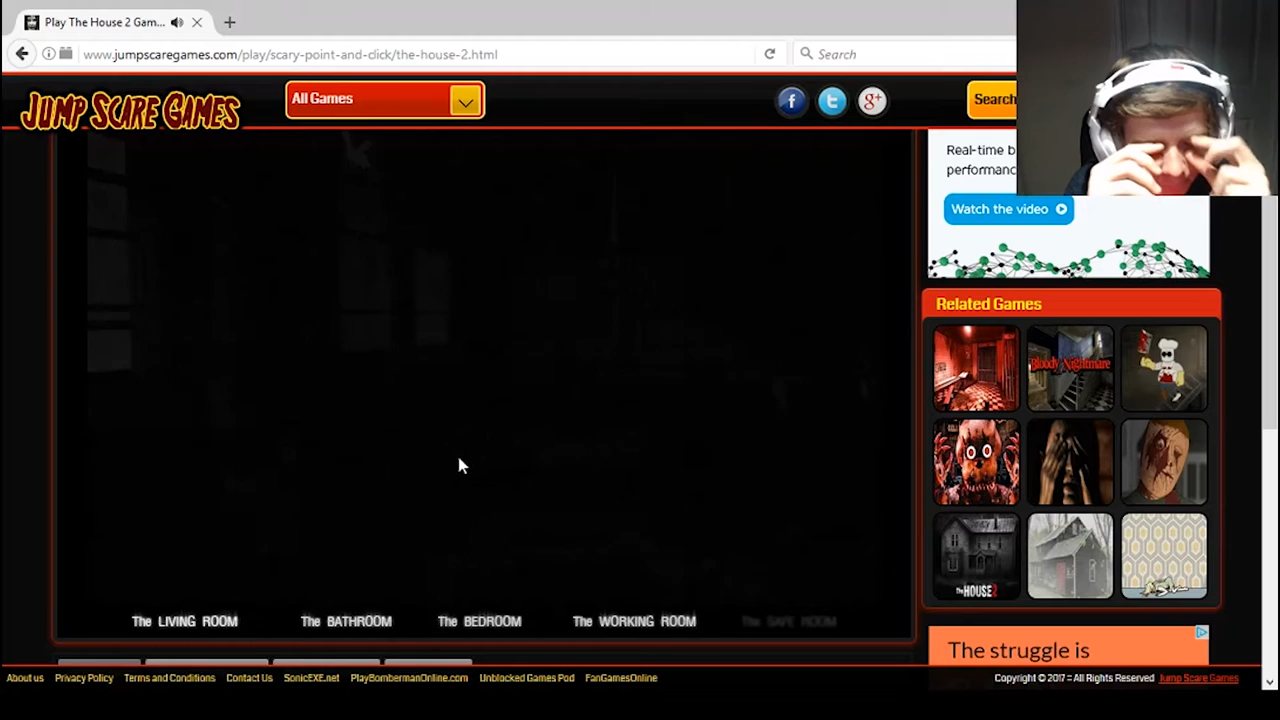 Play The House 2 Gam...
www.jumpscaregames.com/play/scary-point-and-click/the-house-2.html
Search
JUMP SCARE GAMES
All Games
f
t
g+
Search
Real-time b
performanc
Watch the video
Related Games
Bloody Nightmare
The HOUSE 2
The LIVING ROOM
The BATHROOM
The BEDROOM
The WORKING ROOM
The SAFE ROOM
The struggle is
About us
Privacy Policy
Terms and Conditions
Contact Us
SonicEXE.net
PlayBombermanOnline.com
Unblocked Games Pod
FanGamesOnline
Copyright © 2017 :: All Rights Reserved Jump Scare Games